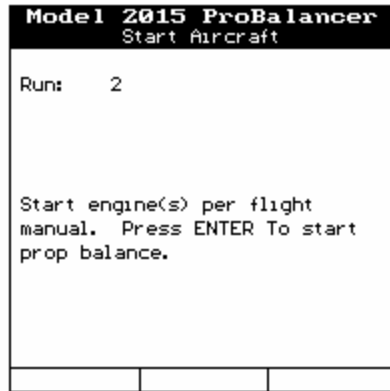 Model 2015 ProBalancer
Start Aircraft
Run: 2
Start engine(s) per flight
manual. Press ENTER To start
prop balance.